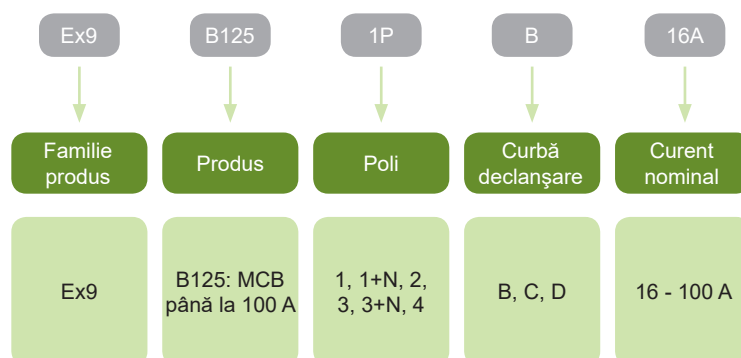 Ex9
B125
1P
B
16A
Familie
produs
Produs
Poli
Curbă
declanşare
Curent
nominal
Ex9
B125: MCB
până la 100 A
1, 1+N, 2,
3, 3+N, 4
B, C, D
16 - 100 A